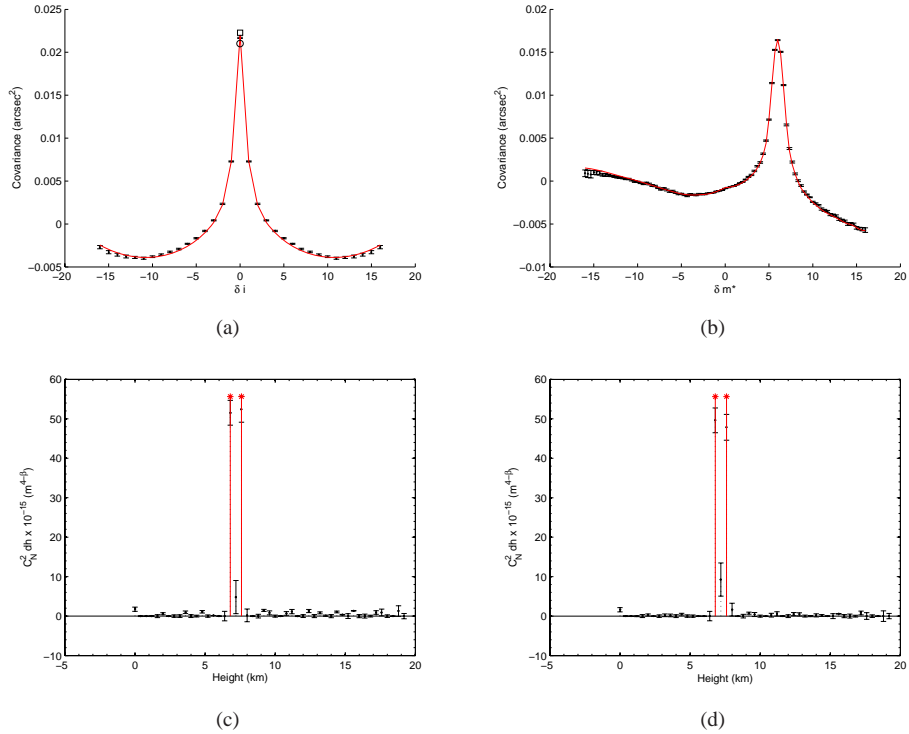 0.025
0.02
0.015
0.01
0.005
0
−0.005
Covariance (arcsec²)
−20 −15 −10 −5 0 5 10 15 20
δ i
(a)
0.02
0.015
0.01
0.005
0
−0.005
−0.01
Covariance (arcsec²)
−20 −15 −10 −5 0 5 10 15 20
δ m*
(b)
60
50
40
30
20
10
0
−10
C_N² dh x 10⁻¹⁵ (m⁴⁻ᵝ)
−5 0 5 10 15 20
Height (km)
(c)
60
50
40
30
20
10
0
−10
C_N² dh x 10⁻¹⁵ (m⁴⁻ᵝ)
−5 0 5 10 15 20
Height (km)
(d)